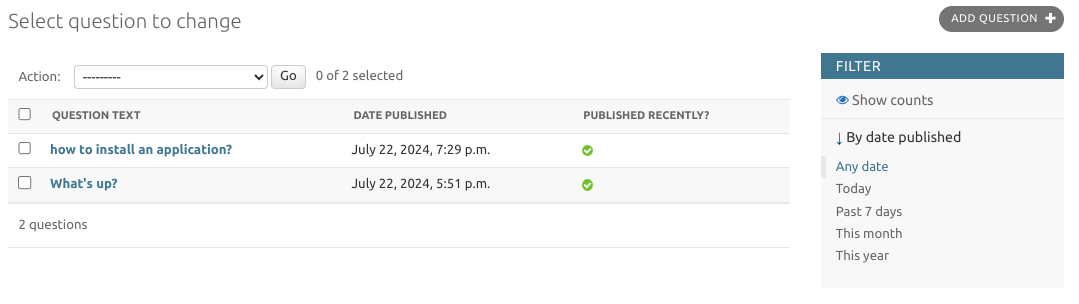 Select question to change
ADD QUESTION
Action: --------- Go 0 of 2 selected
QUESTION TEXT DATE PUBLISHED PUBLISHED RECENTLY?
how to install an application? July 22, 2024, 7:29 p.m.
What's up? July 22, 2024, 5:51 p.m.
2 questions
FILTER
Show counts
↓ By date published
Any date
Today
Past 7 days
This month
This year